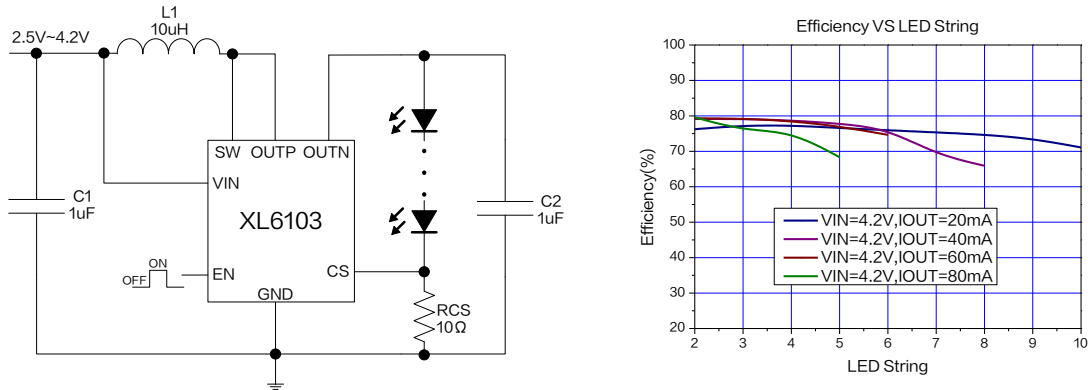 L1
10uH
2.5V~4.2V
SW OUTP OUTN
VIN
C1
1uF
XL6103
C2
1uF
ON
OFF
EN
CS
GND
RCS
10Ω
Efficiency VS LED String
Efficiency(%)
100
90
80
70
60
50
40
30
20
VIN=4.2V,IOUT=20mA
VIN=4.2V,IOUT=40mA
VIN=4.2V,IOUT=60mA
VIN=4.2V,IOUT=80mA
2 3 4 5 6 7 8 9 10
LED String